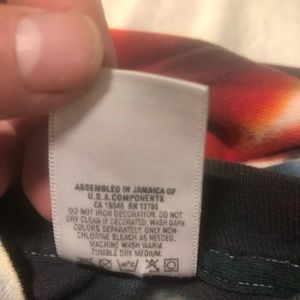 ASSEMBLED IN JAMAICA OF
U.S.A. COMPONENTS
CA 16345 RN 13765
DO NOT IRON DECORATION. DO NOT
DRY CLEAN IF DECORATED. WASH DARK
COLORS SEPARATELY. ONLY NON-
CHLORINE BLEACH AS NEEDED.
MACHINE WASH WARM
TUMBLE DRY MEDIUM.